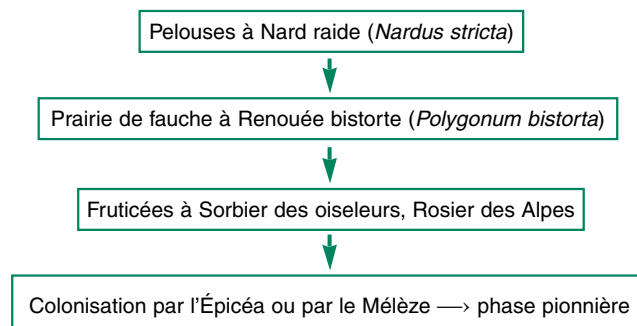 Pelouses à Nard raide (Nardus stricta)
Prairie de fauche à Renouée bistorte (Polygonum bistorta)
Fruticées à Sorbier des oiseleurs, Rosier des Alpes
Colonisation par l'Épicéa ou par le Mélèze ⟶ phase pionnière